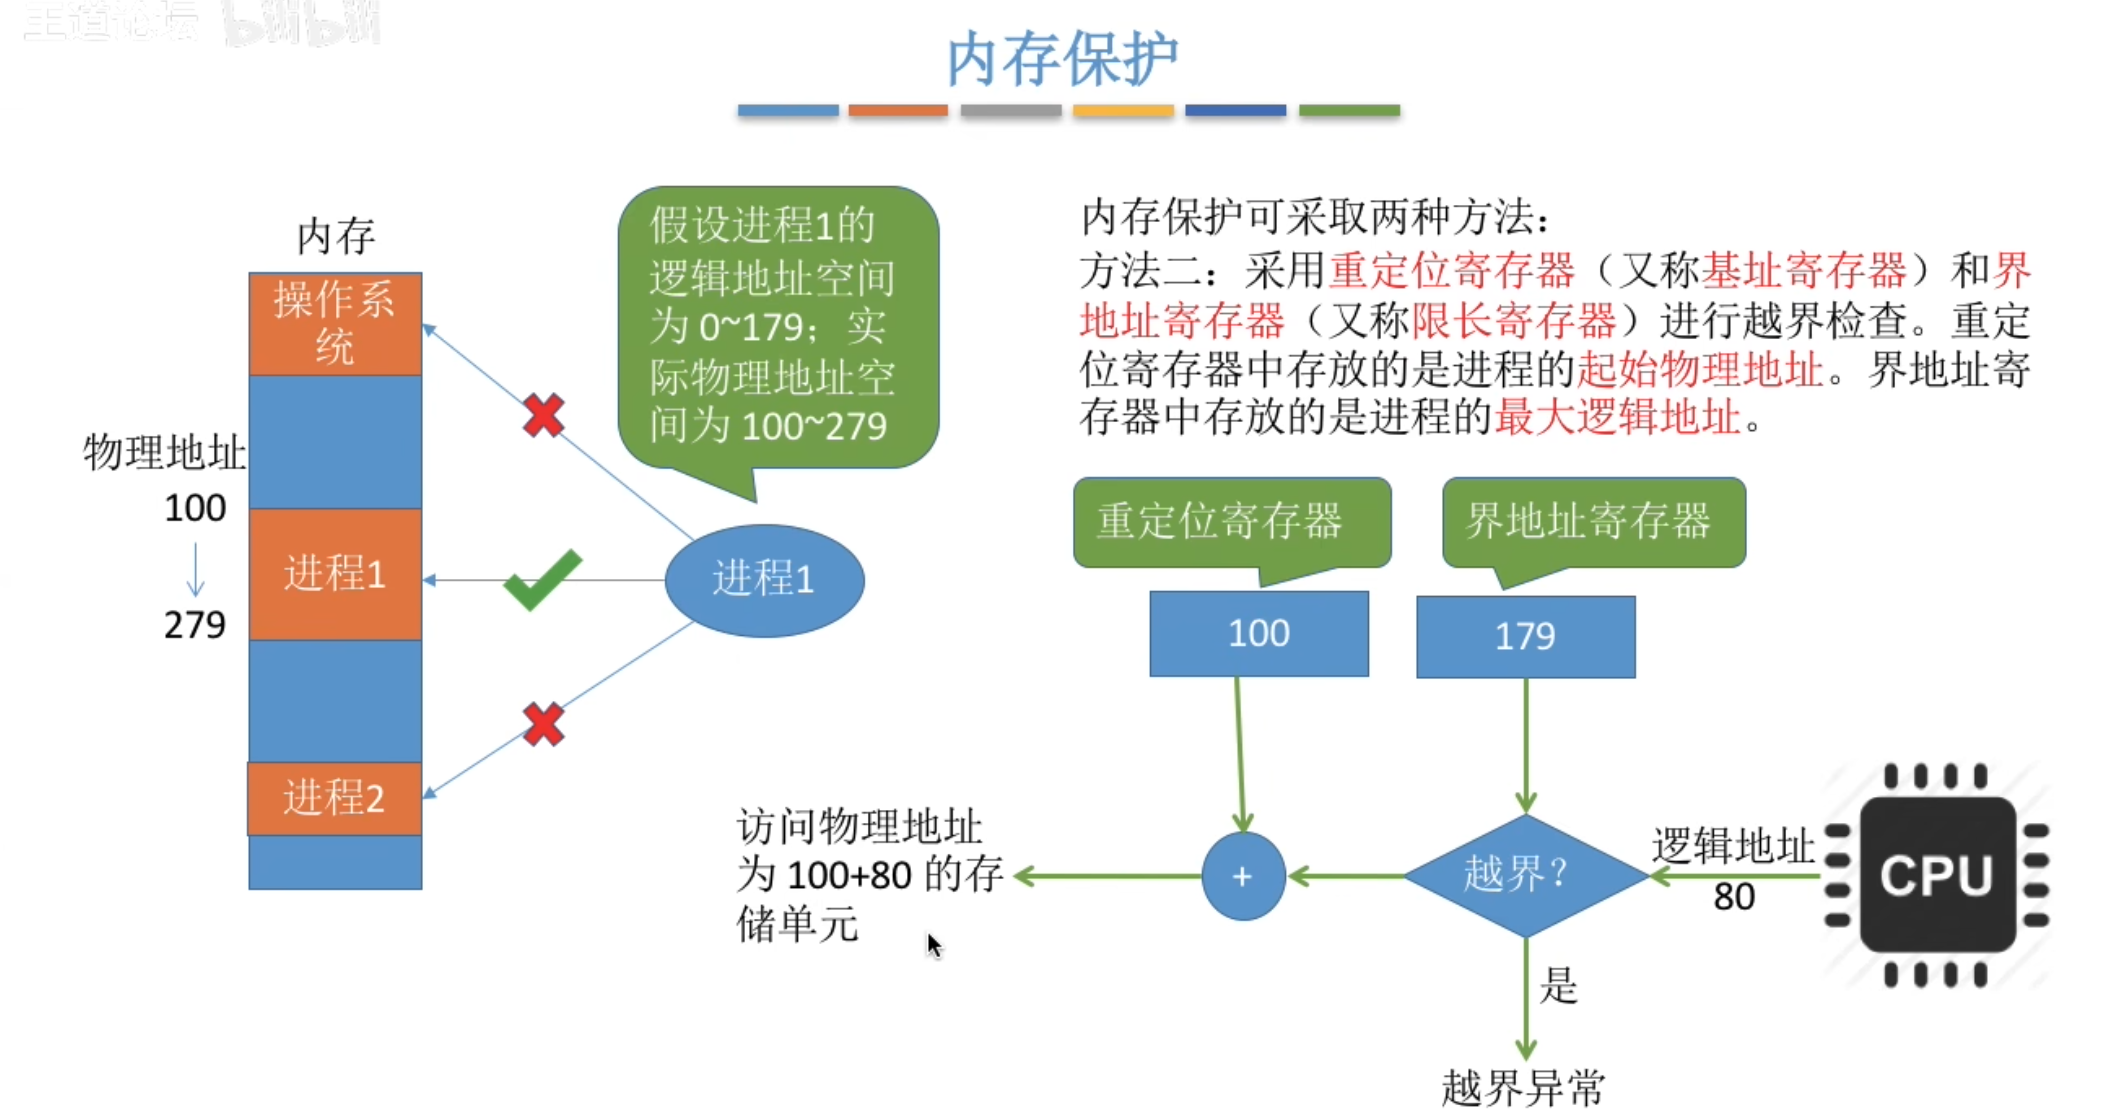 王道论坛 bilibili
内存保护
内存
操作系
统
物理地址
100
279
进程1
进程2
假设进程1的
逻辑地址空间
为 0~179；实
际物理地址空
间为 100~279
进程1
内存保护可采取两种方法：
方法二：采用重定位寄存器（又称基址寄存器）和界
地址寄存器（又称限长寄存器）进行越界检查。重定
位寄存器中存放的是进程的起始物理地址。界地址寄
存器中存放的是进程的最大逻辑地址。
重定位寄存器
界地址寄存器
100
179
访问物理地址
为 100+80 的存
储单元
+
越界？
逻辑地址
80
CPU
是
越界异常